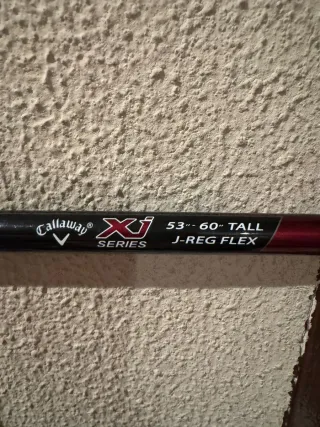 Callaway® Xj 53"- 60" TALL
SERIES J-REG FLEX